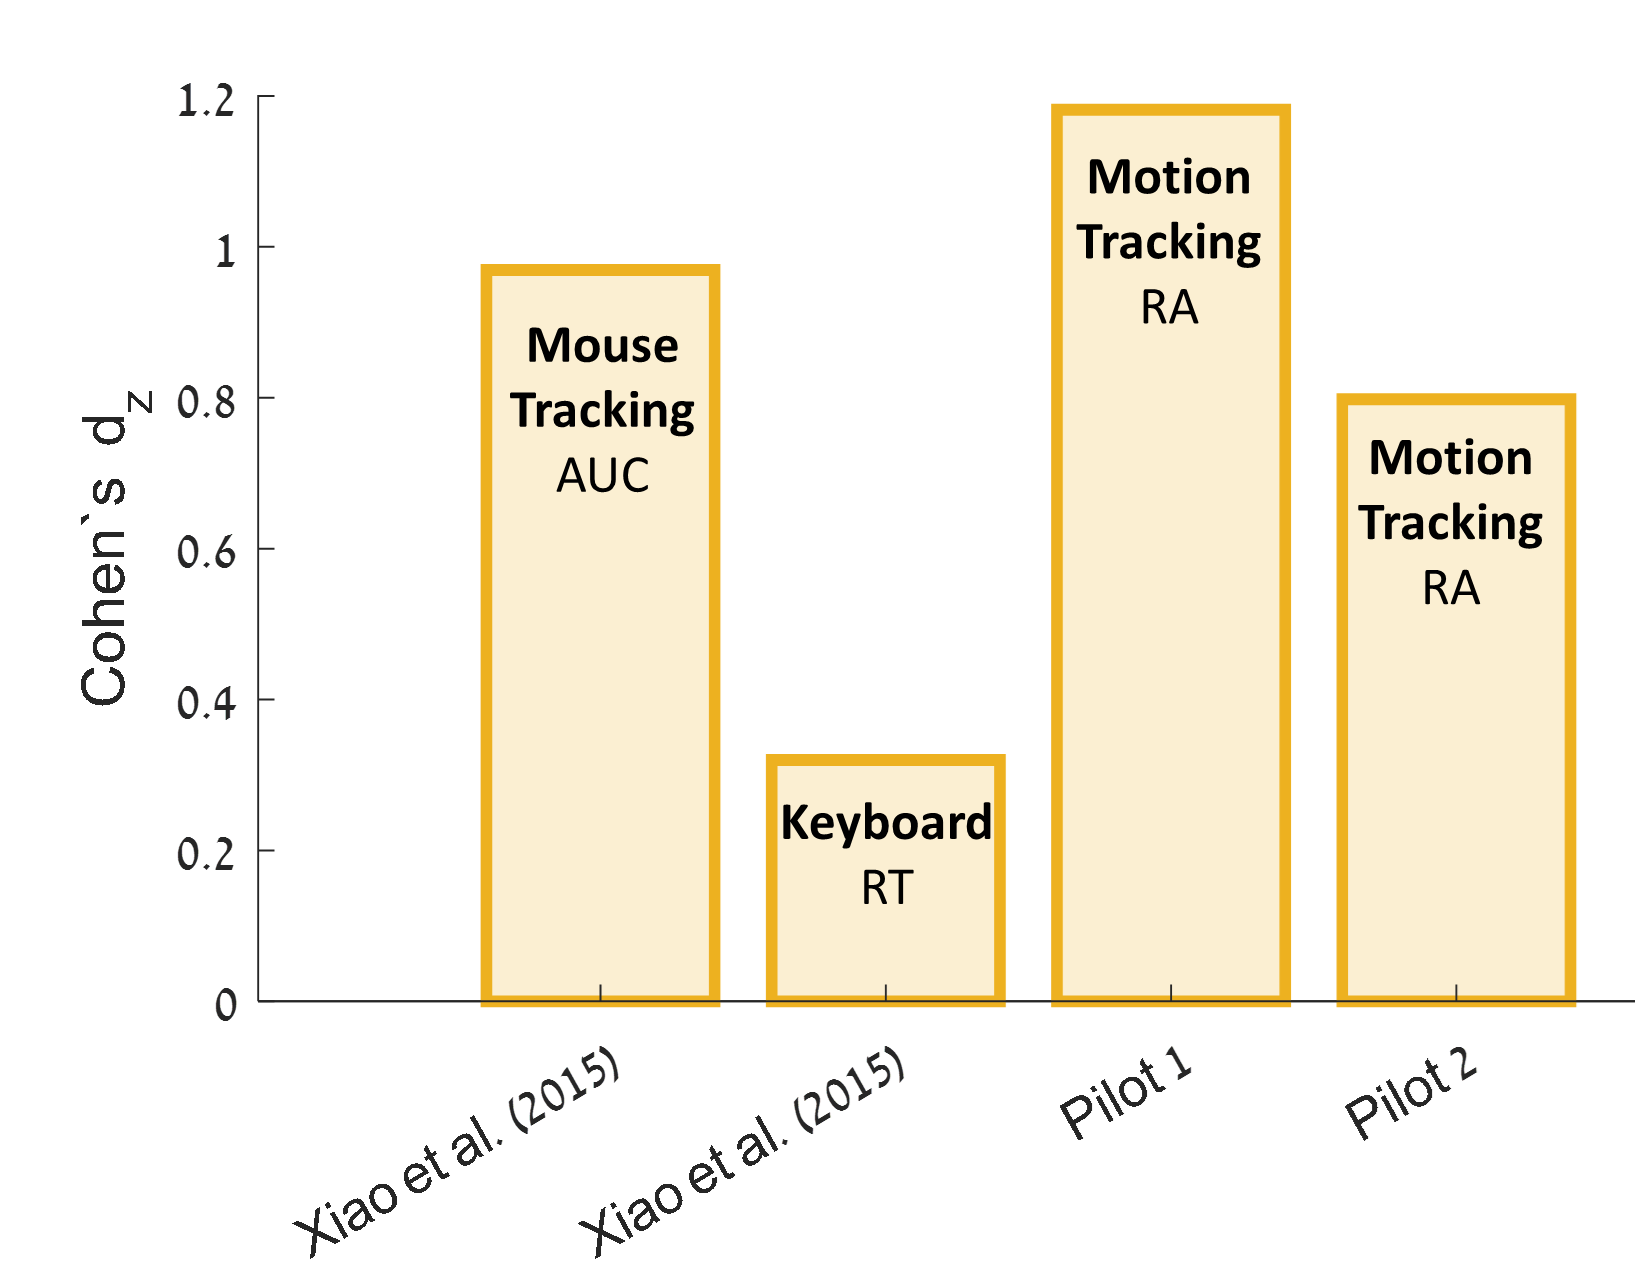 Cohen`s dz
1.2
1
0.8
0.6
0.4
0.2
0
Mouse
Tracking
AUC
Keyboard
RT
Motion
Tracking
RA
Motion
Tracking
RA
Xiao et al. (2015)
Xiao et al. (2015)
Pilot 1
Pilot 2